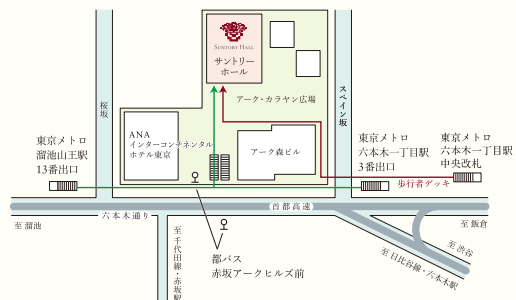 SUNTORY HALL
サントリー
ホール
アーク・カラヤン広場
桜坂
スペイン坂
ANA
インターコンチネンタル
ホテル東京
アーク森ビル
東京メトロ
溜池山王駅
13番出口
東京メトロ
六本木一丁目駅
3番出口
東京メトロ
六本木一丁目駅
中央改札
歩行者デッキ
首都高速
六本木通り
至 溜池
至 飯倉
至 渋谷
至 日比谷線・六本木駅
至 千代田線・赤坂駅
都バス
赤坂アークヒルズ前